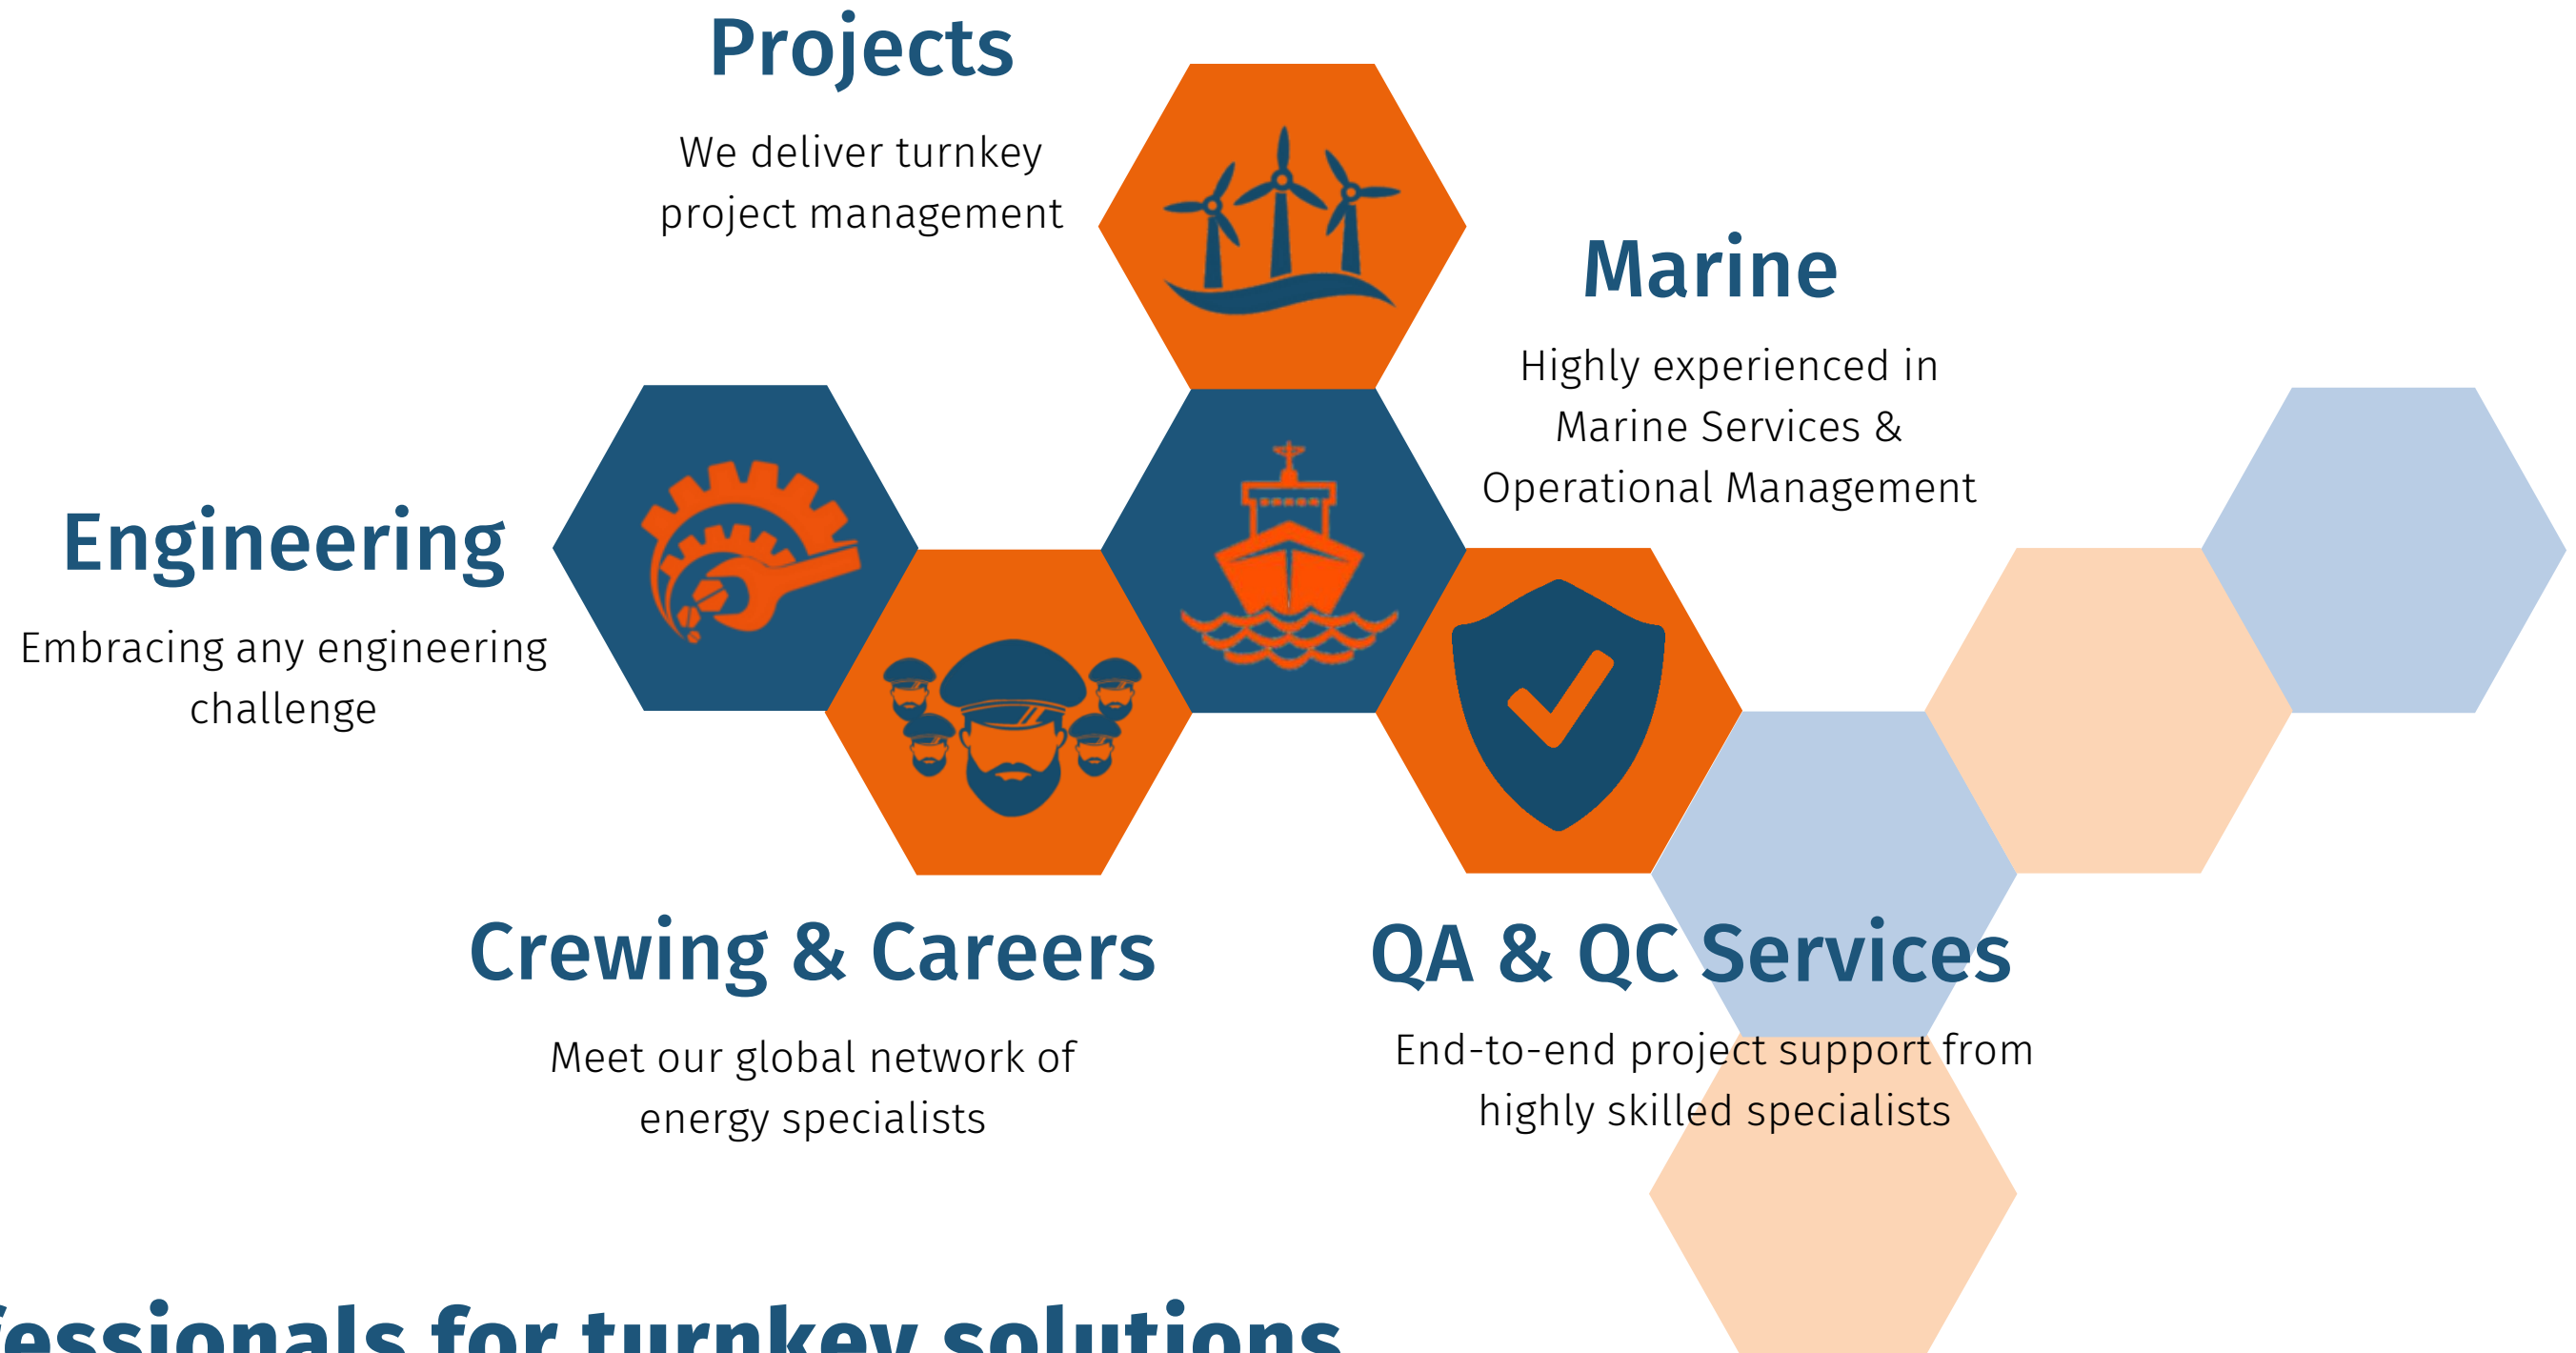 Projects
We deliver turnkey
project management
Marine
Highly experienced in
Marine Services &
Operational Management
Engineering
Embracing any engineering
challenge
Crewing & Careers
Meet our global network of
energy specialists
QA & QC Services
End-to-end project support from
highly skilled specialists
fessionals for turnkey solutions